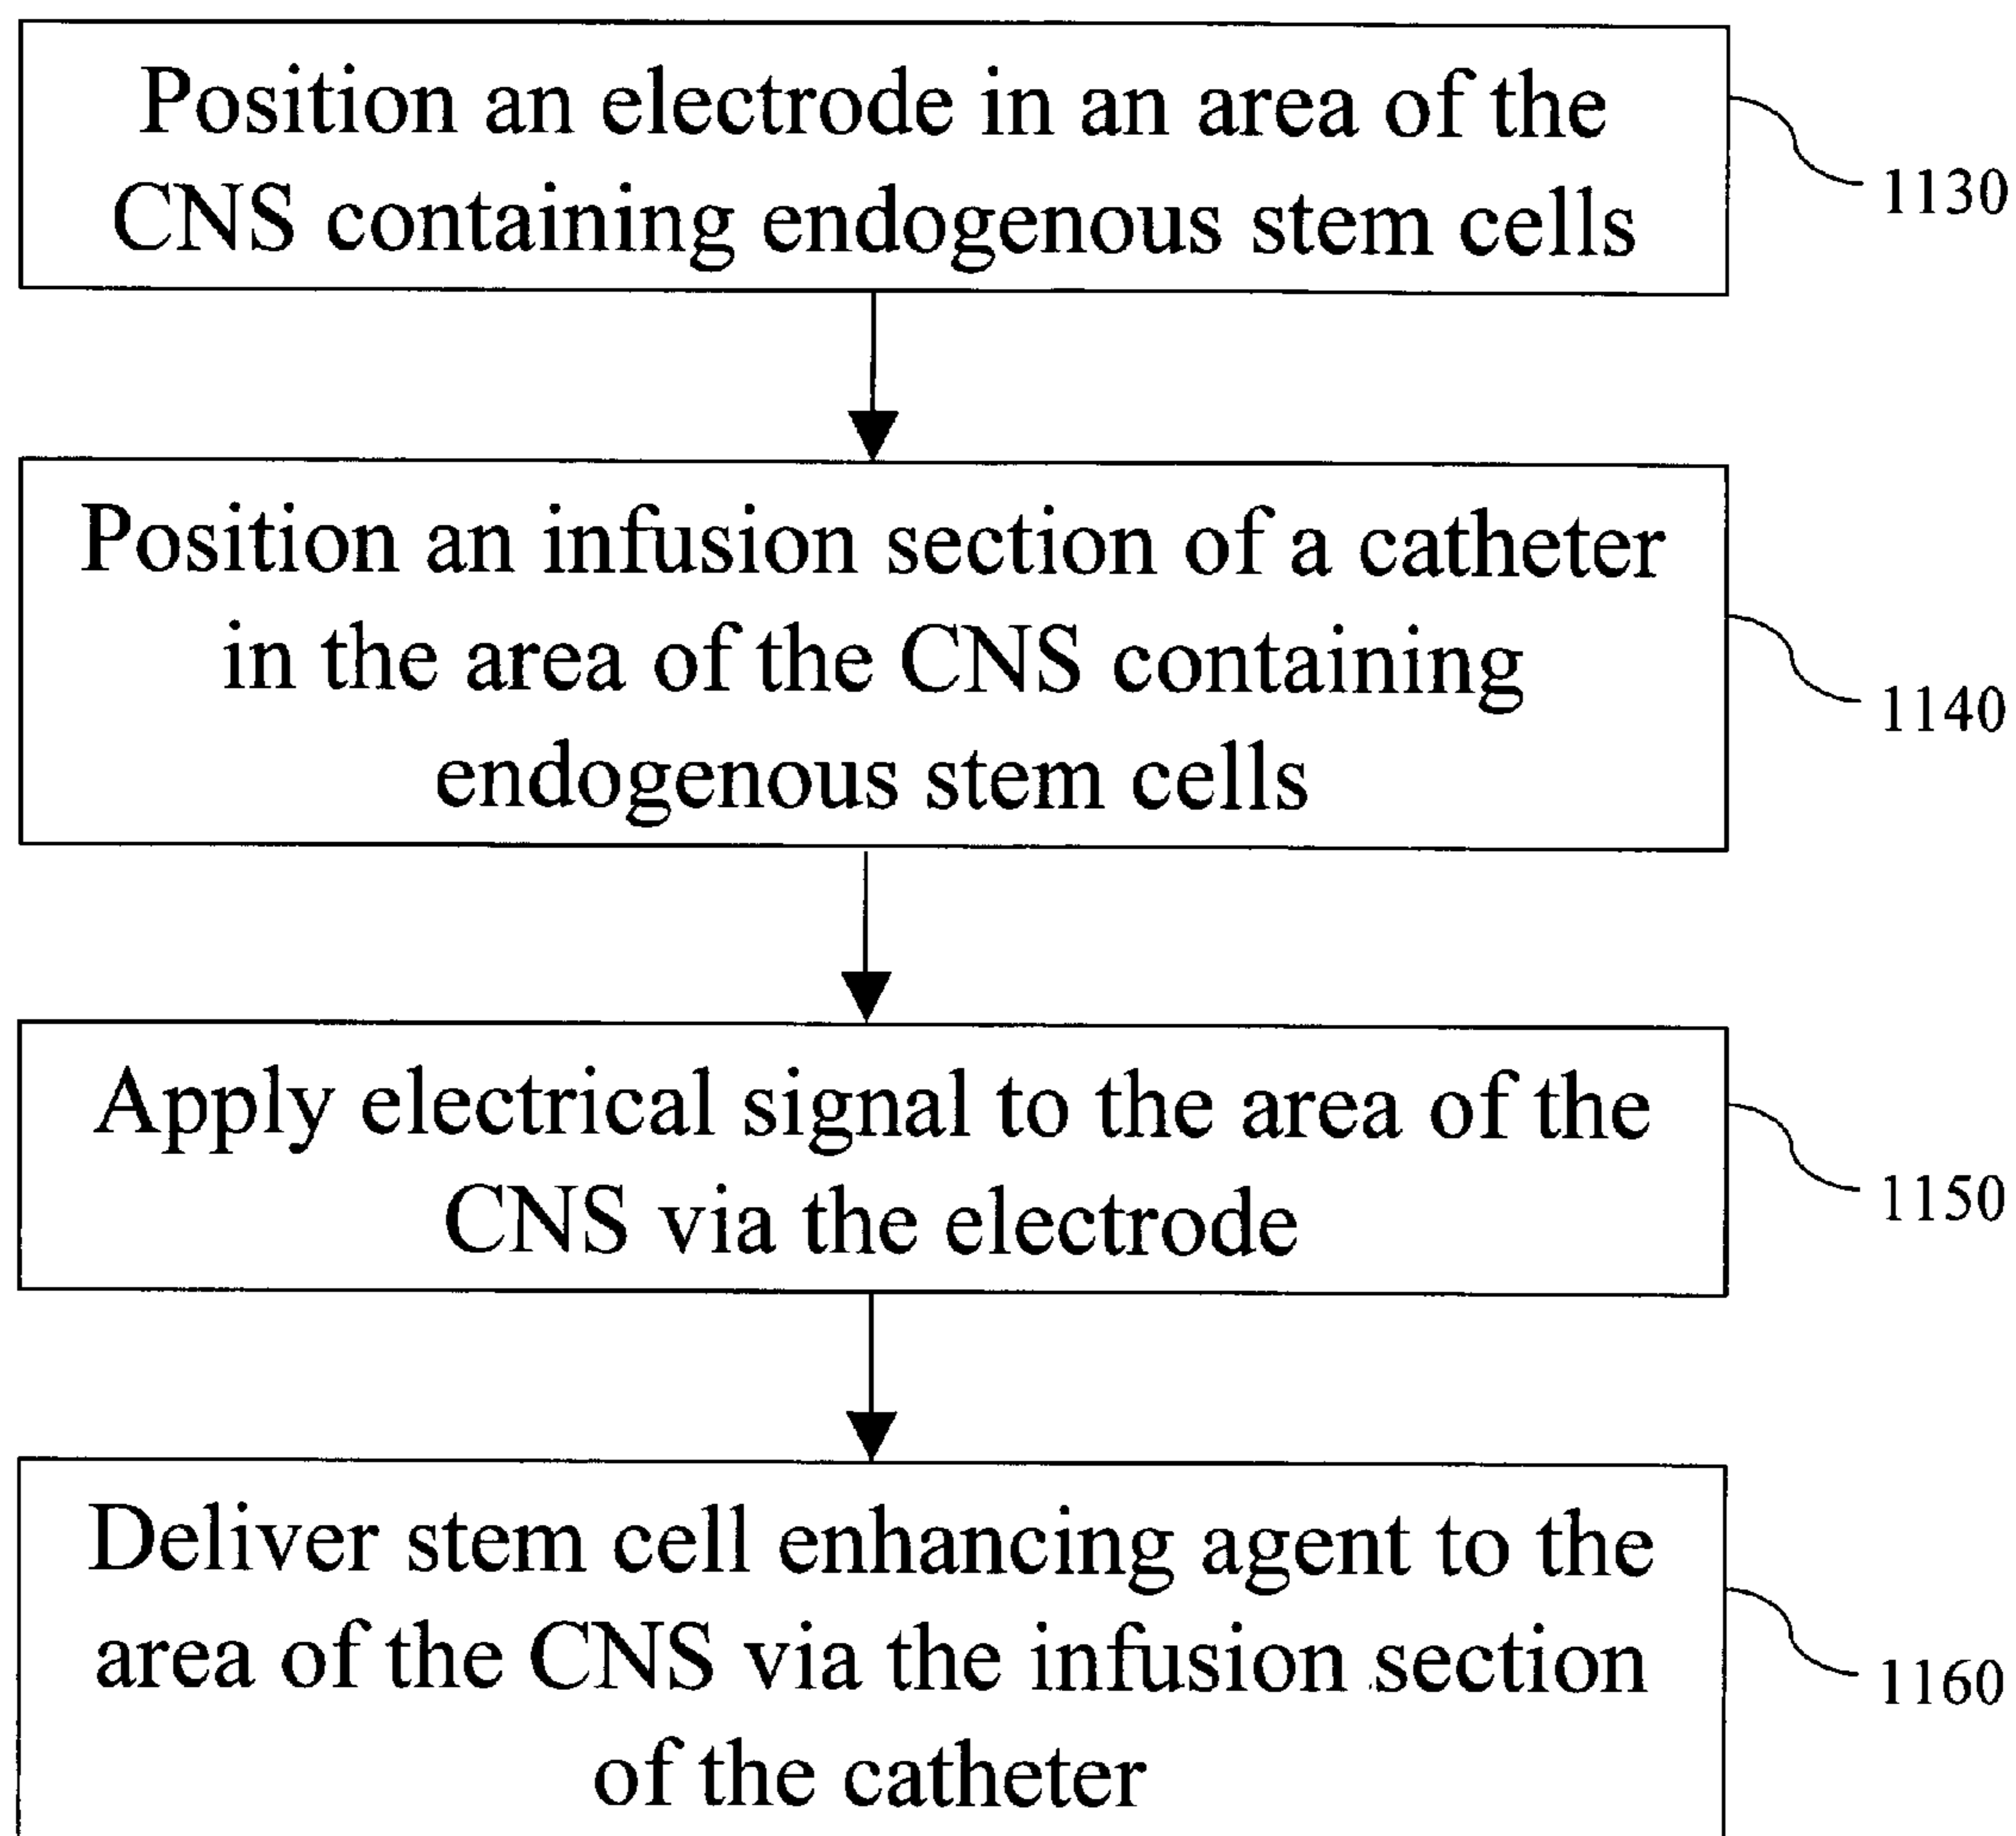 Position an electrode in an area of the
CNS containing endogenous stem cells
1130
Position an infusion section of a catheter
in the area of the CNS containing
endogenous stem cells
1140
Apply electrical signal to the area of the
CNS via the electrode
1150
Deliver stem cell enhancing agent to the
area of the CNS via the infusion section
of the catheter
1160